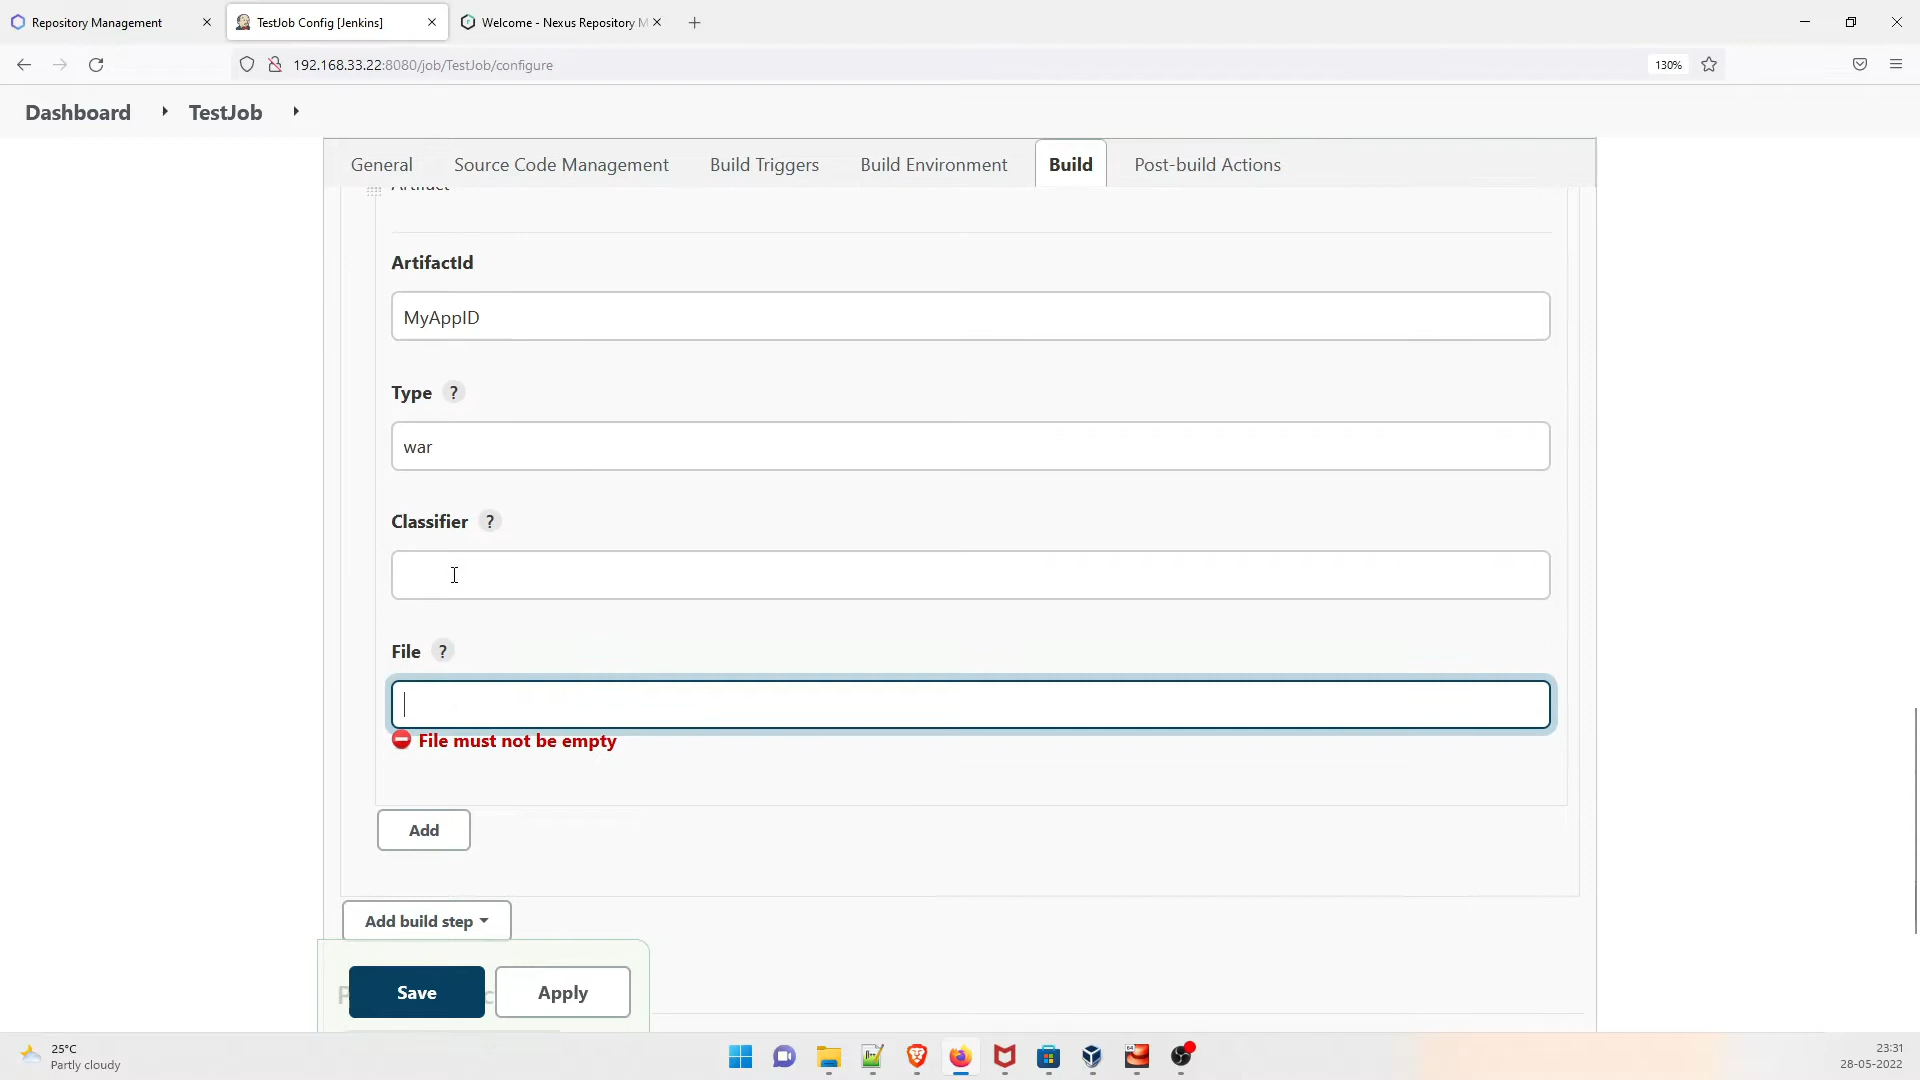 Repository Management
TestJob Config [Jenkins]
Welcome - Nexus Repository M
192.168.33.22:8080/job/TestJob/configure
130%
Dashboard
TestJob
General
Source Code Management
Build Triggers
Build Environment
Build
Post-build Actions
Artifact
ArtifactId
MyAppID
Type ?
war
Classifier ?
File ?
File must not be empty
Add
Add build step
Save
Apply
25°C
Partly cloudy
23:31
28-05-2022